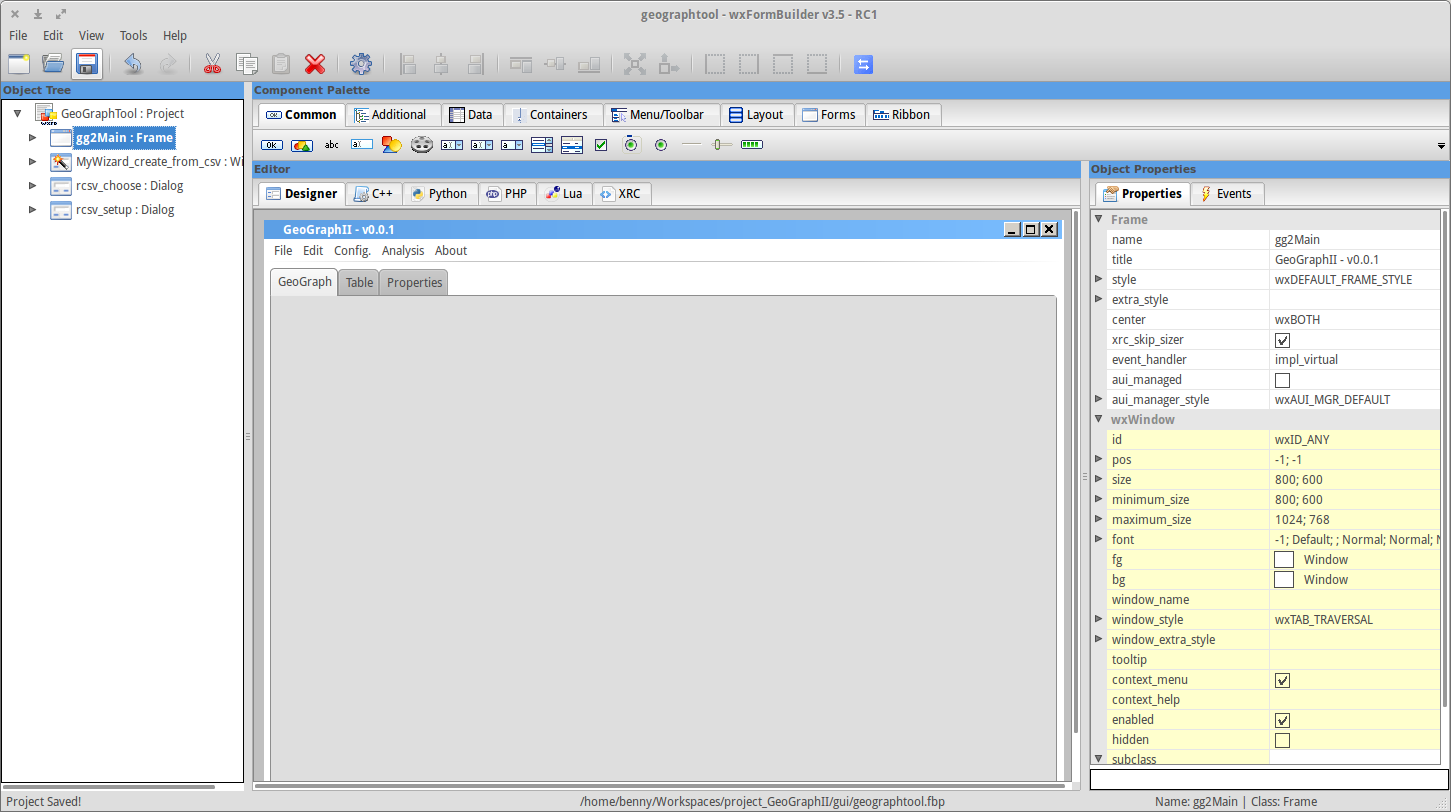 geographtool - wxFormBuilder v3.5 - RC1
File Edit View Tools Help
Object Tree
GeoGraphTool : Project
gg2Main : Frame
MyWizard_create_from_csv : Wi
rcsv_choose : Dialog
rcsv_setup : Dialog
Component Palette
Common Additional Data Containers Menu/Toolbar Layout Forms Ribbon
Ok abc
Editor
Designer C++ Python PHP Lua XRC
GeoGraphII - v0.0.1
File Edit Config. Analysis About
GeoGraph Table Properties
Object Properties
Properties Events
Frame
name gg2Main
title GeoGraphII - v0.0.1
style wxDEFAULT_FRAME_STYLE
extra_style
center wxBOTH
xrc_skip_sizer
event_handler impl_virtual
aui_managed
aui_manager_style wxAUI_MGR_DEFAULT
wxWindow
id wxID_ANY
pos -1; -1
size 800; 600
minimum_size 800; 600
maximum_size 1024; 768
font -1; Default; ; Normal; Normal; N
fg Window
bg Window
window_name
window_style wxTAB_TRAVERSAL
window_extra_style
tooltip
context_menu
context_help
enabled
hidden
subclass
Project Saved! /home/benny/Workspaces/project_GeoGraphII/gui/geographtool.fbp Name: gg2Main | Class: Frame